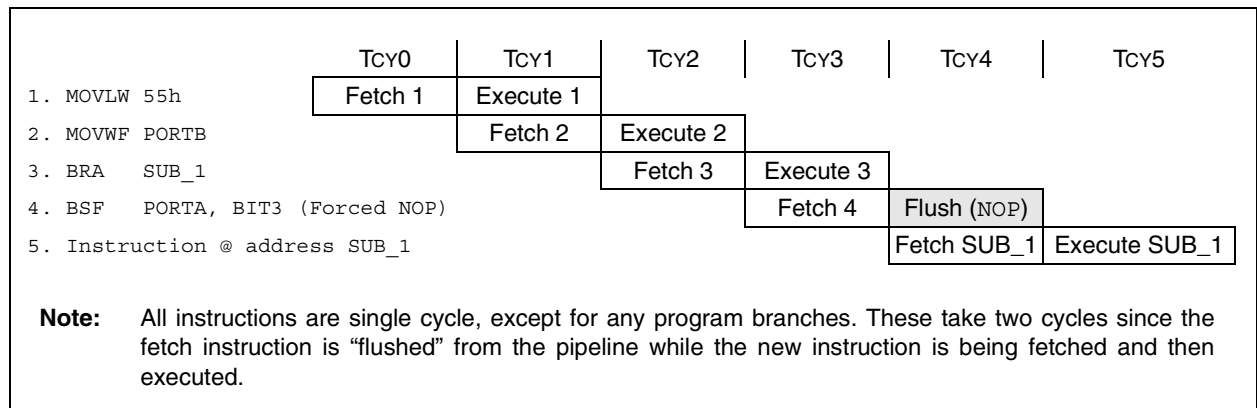 TCY0 TCY1 TCY2 TCY3 TCY4 TCY5
1. MOVLW 55h Fetch 1 Execute 1
2. MOVWF PORTB Fetch 2 Execute 2
3. BRA SUB_1 Fetch 3 Execute 3
4. BSF PORTA, BIT3 (Forced NOP) Fetch 4 Flush (NOP)
5. Instruction @ address SUB_1 Fetch SUB_1 Execute SUB_1
Note: All instructions are single cycle, except for any program branches. These take two cycles since the
fetch instruction is “flushed” from the pipeline while the new instruction is being fetched and then
executed.